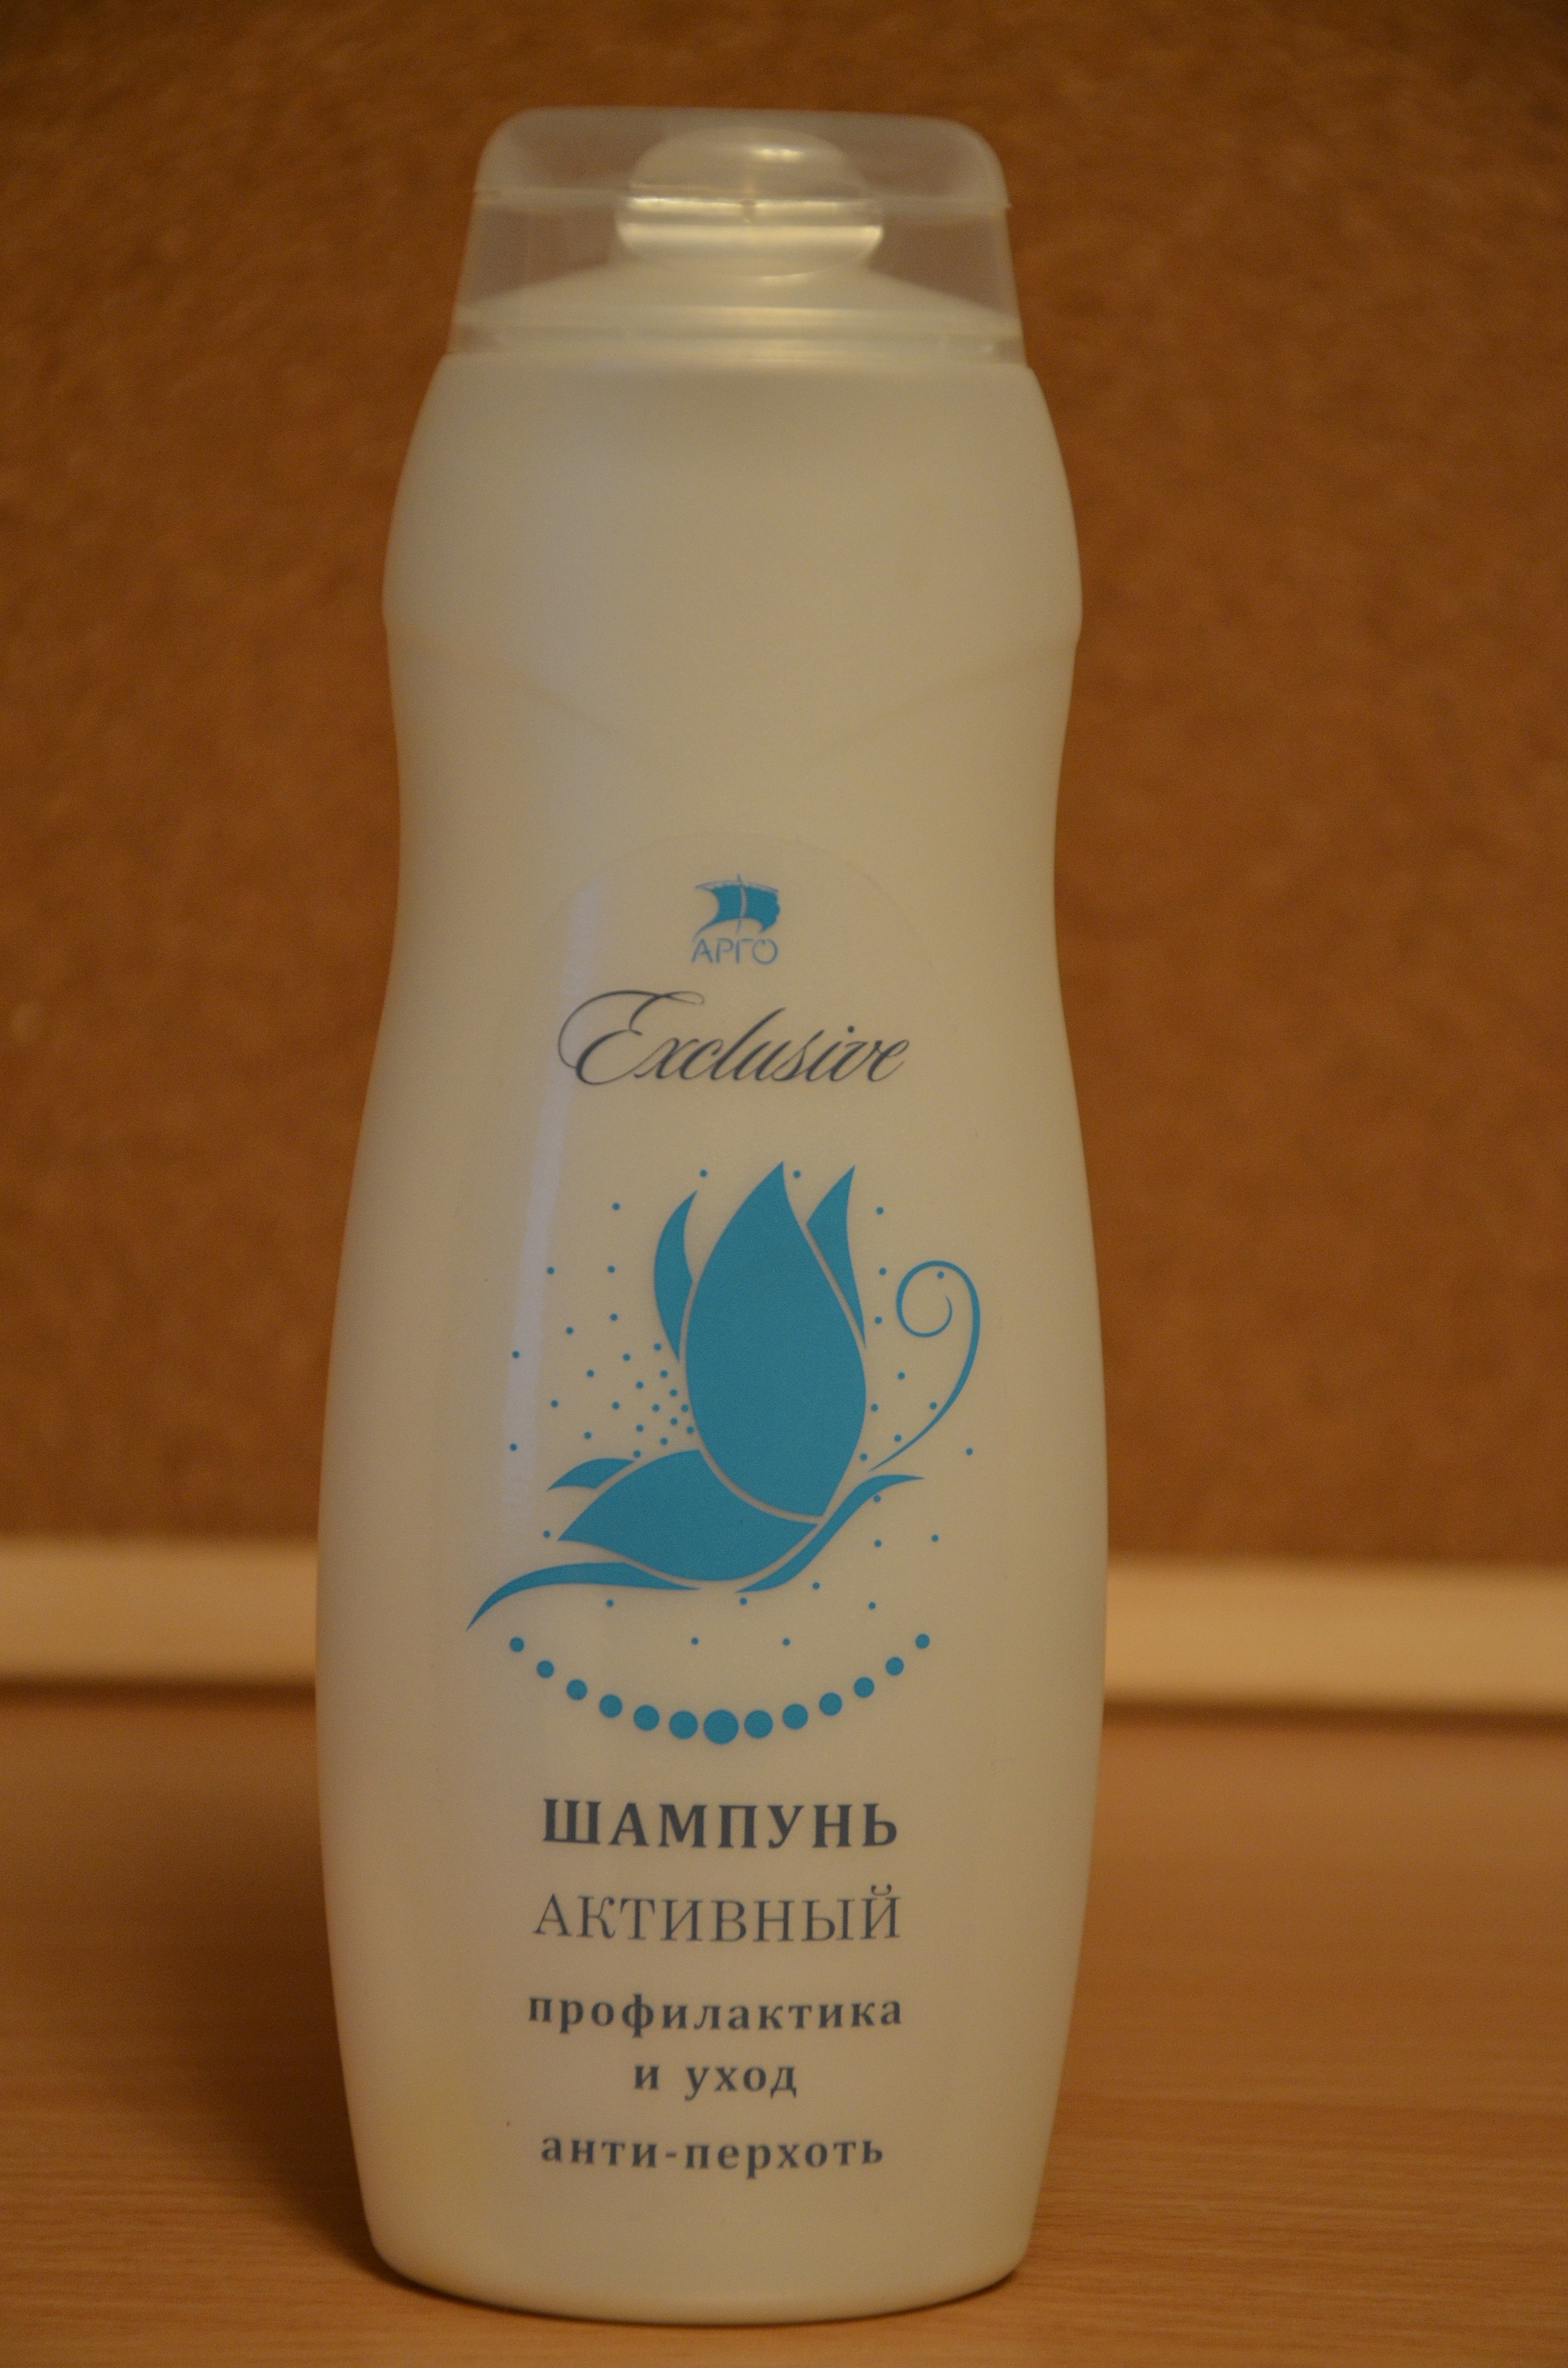 АРГО
Exclusive
ШАМПУНЬ
АКТИВНЫЙ
профилактика
и уход
анти-перхоть